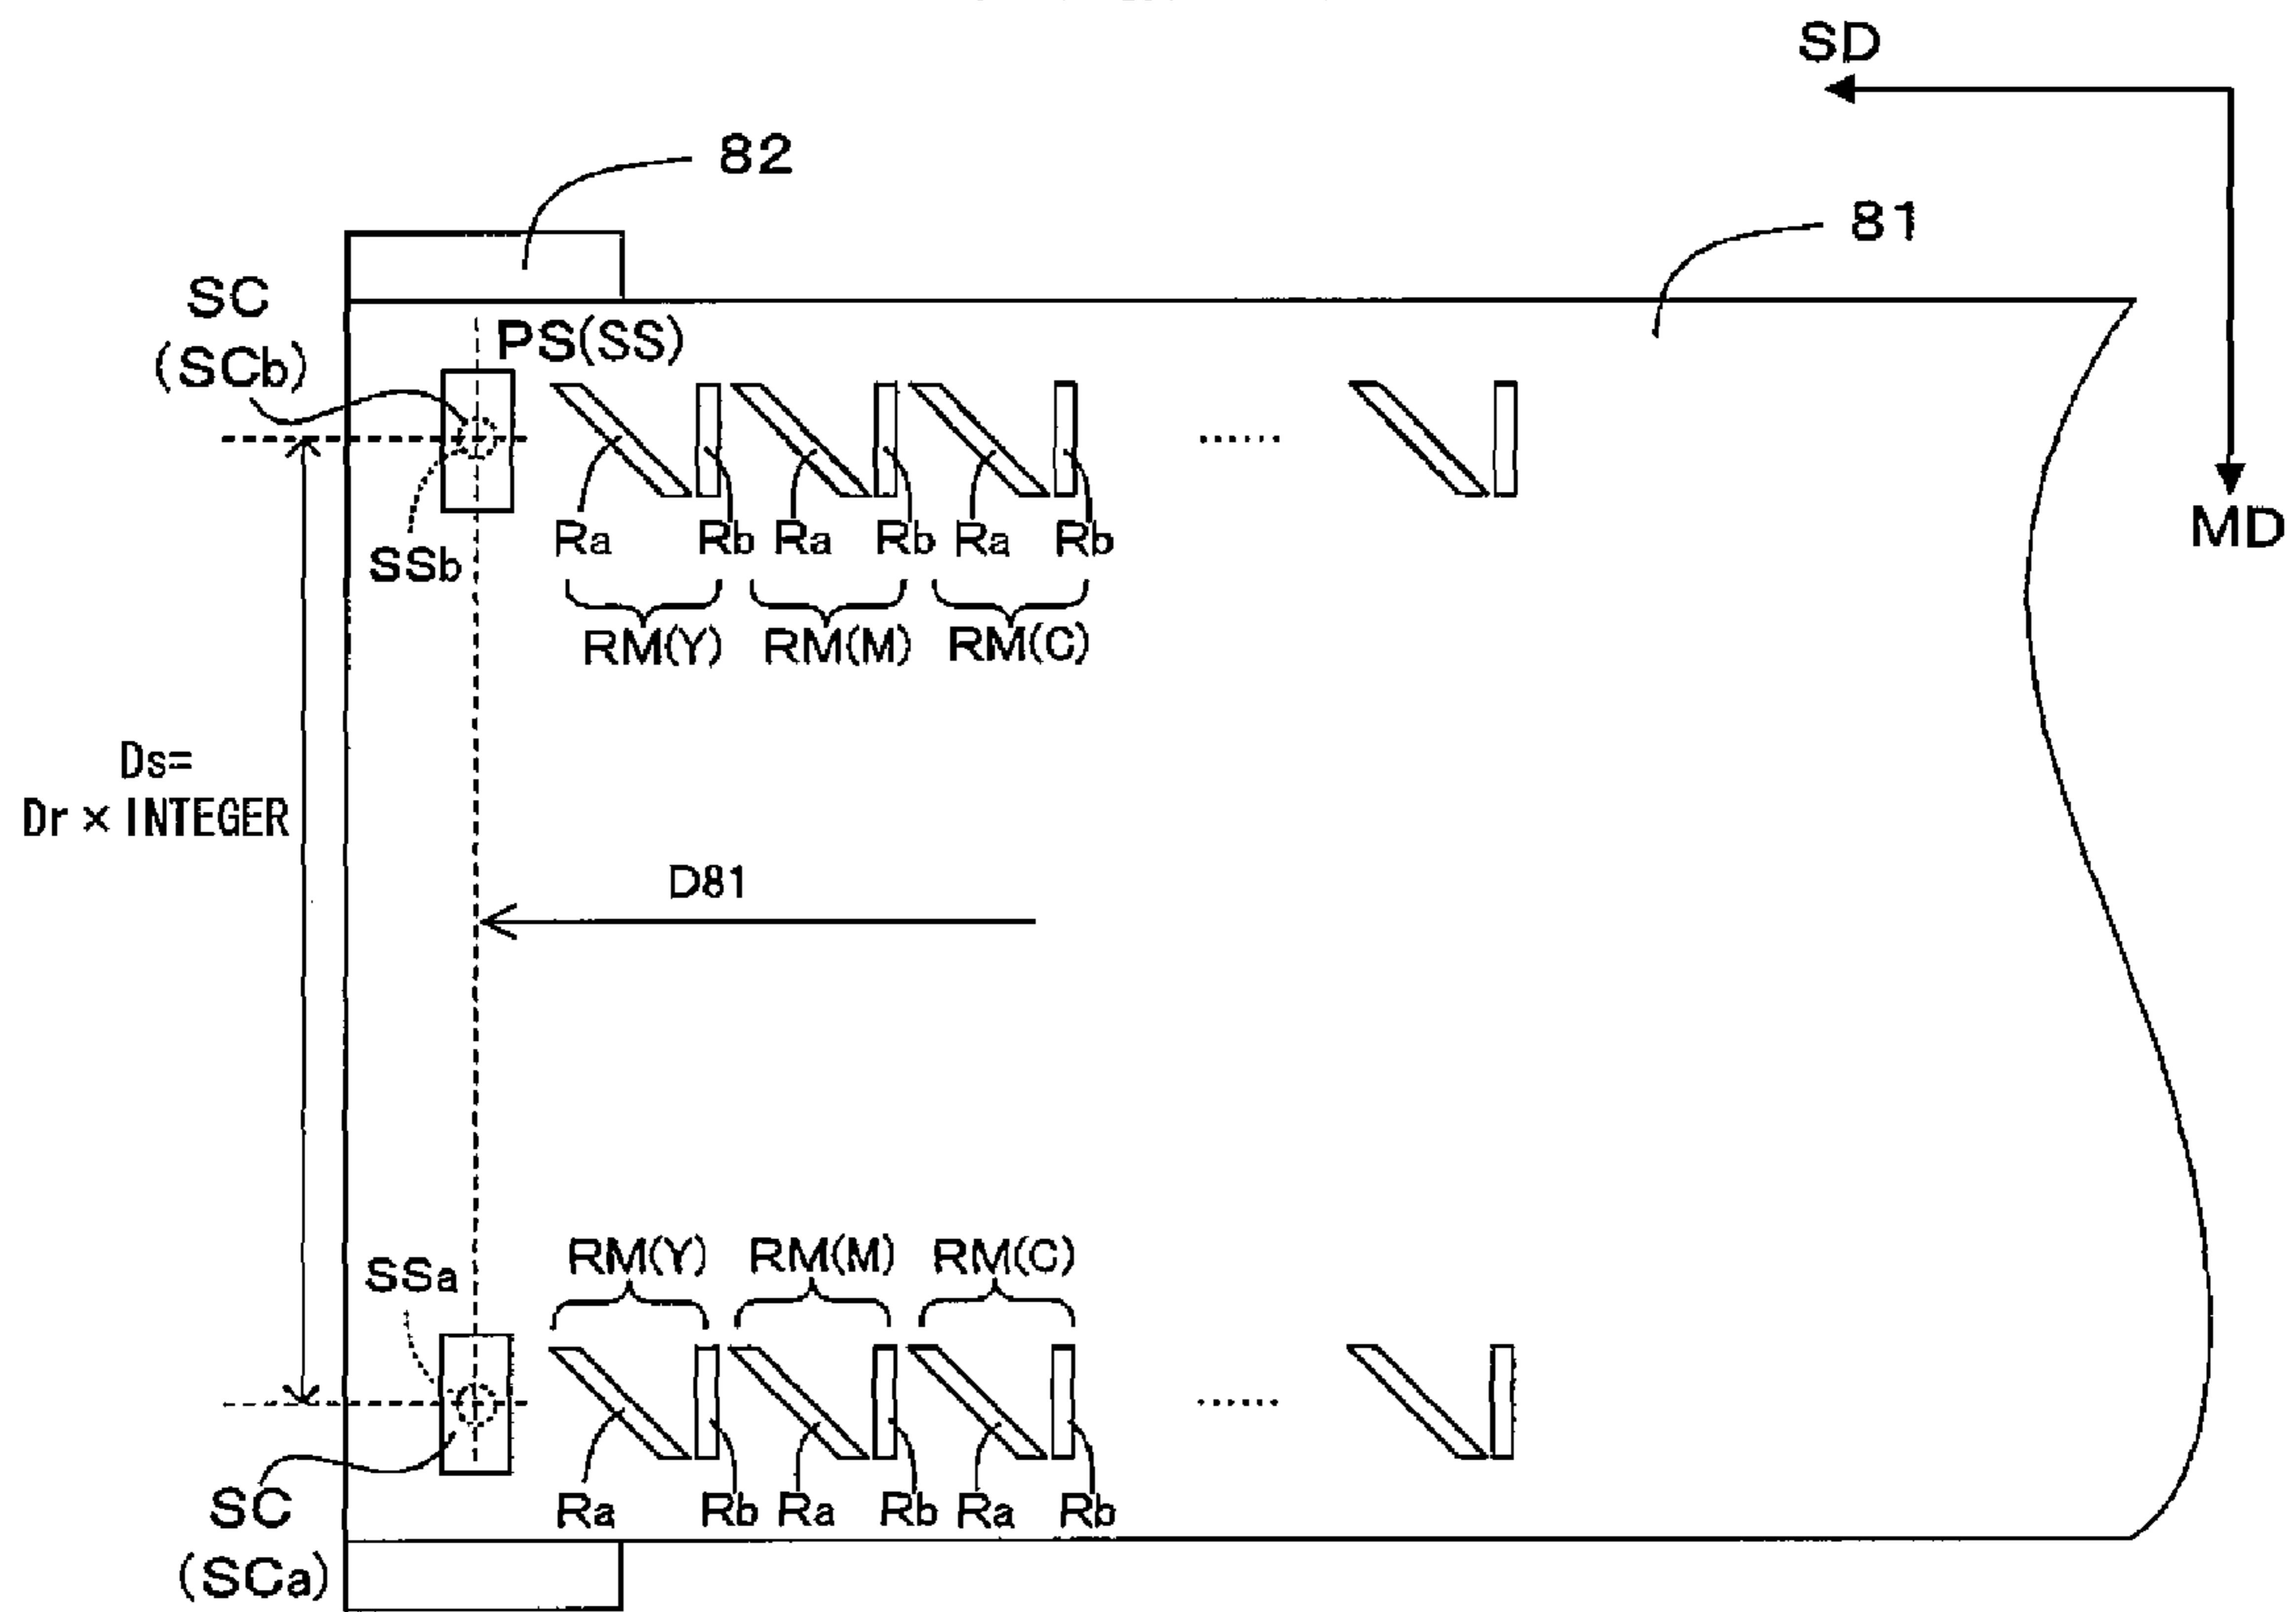 SD
82
81
SC
(SCb)
PS(SS)
MD
SSb
Ra Rb Ra Rb Ra Rb
RM(Y) RM(M) RM(C)
Ds=
Dr × INTEGER
D81
SSa
RM(Y) RM(M) RM(C)
SC
(SCa)
Ra Rb Ra Rb Ra Rb